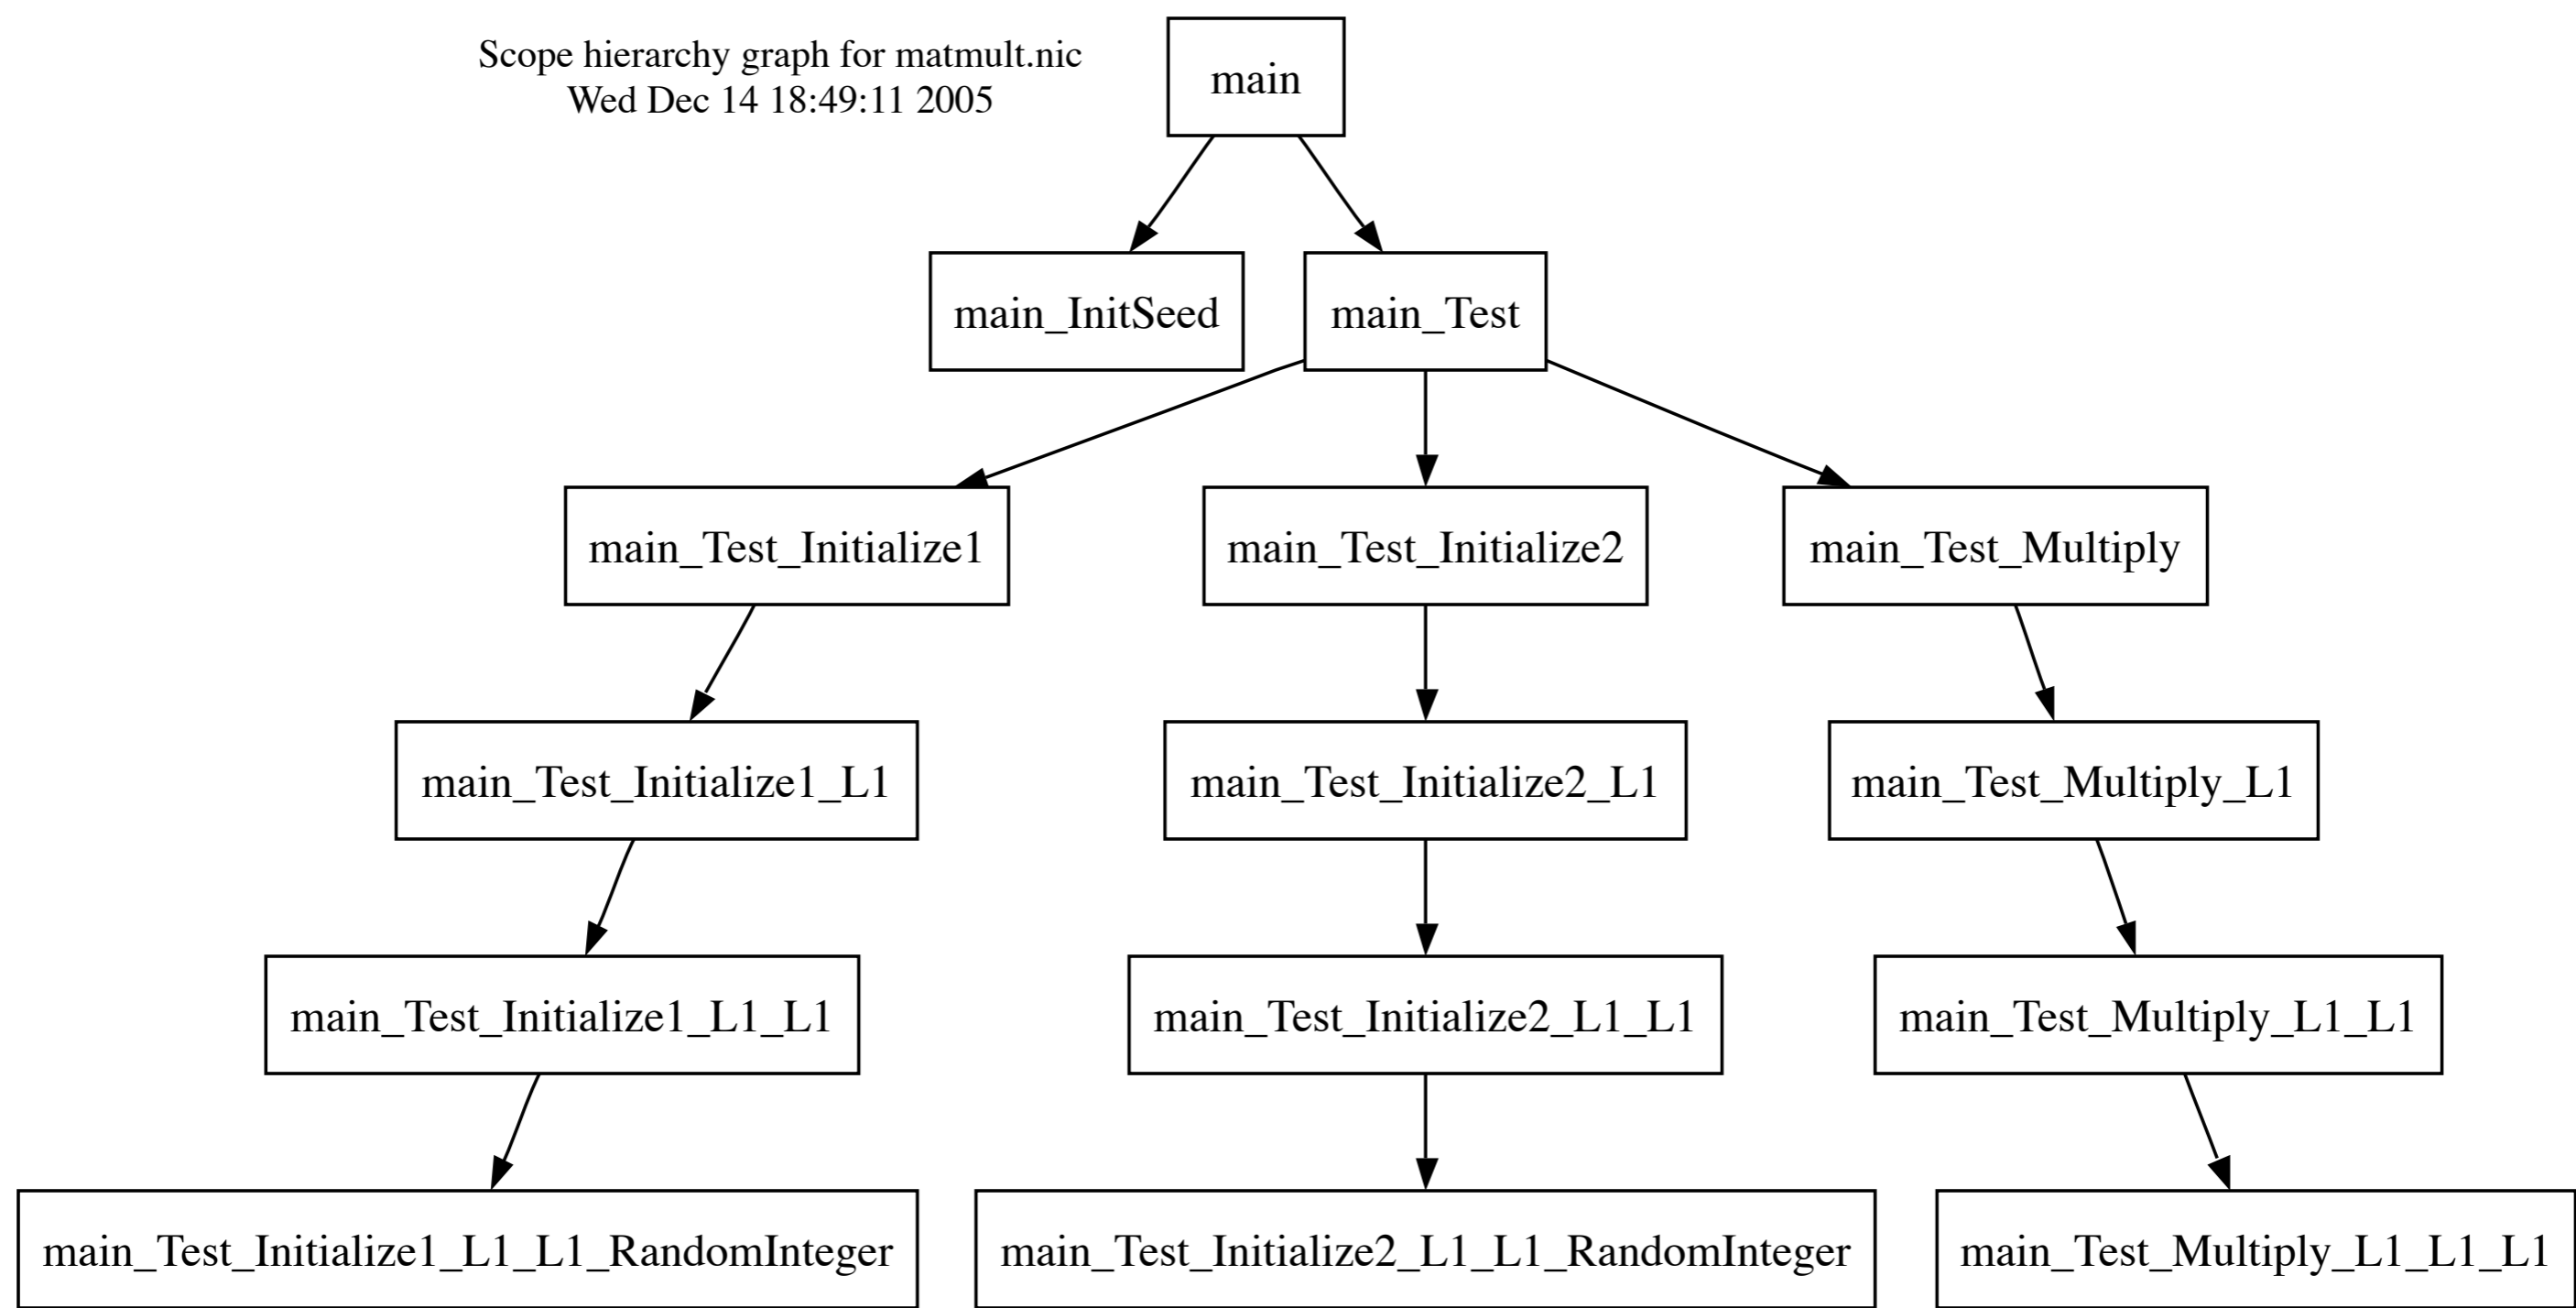 Scope hierarchy graph for matmult.nic
Wed Dec 14 18:49:11 2005
main
main_InitSeed
main_Test
main_Test_Initialize1
main_Test_Initialize2
main_Test_Multiply
main_Test_Initialize1_L1
main_Test_Initialize2_L1
main_Test_Multiply_L1
main_Test_Initialize1_L1_L1
main_Test_Initialize2_L1_L1
main_Test_Multiply_L1_L1
main_Test_Initialize1_L1_L1_RandomInteger
main_Test_Initialize2_L1_L1_RandomInteger
main_Test_Multiply_L1_L1_L1